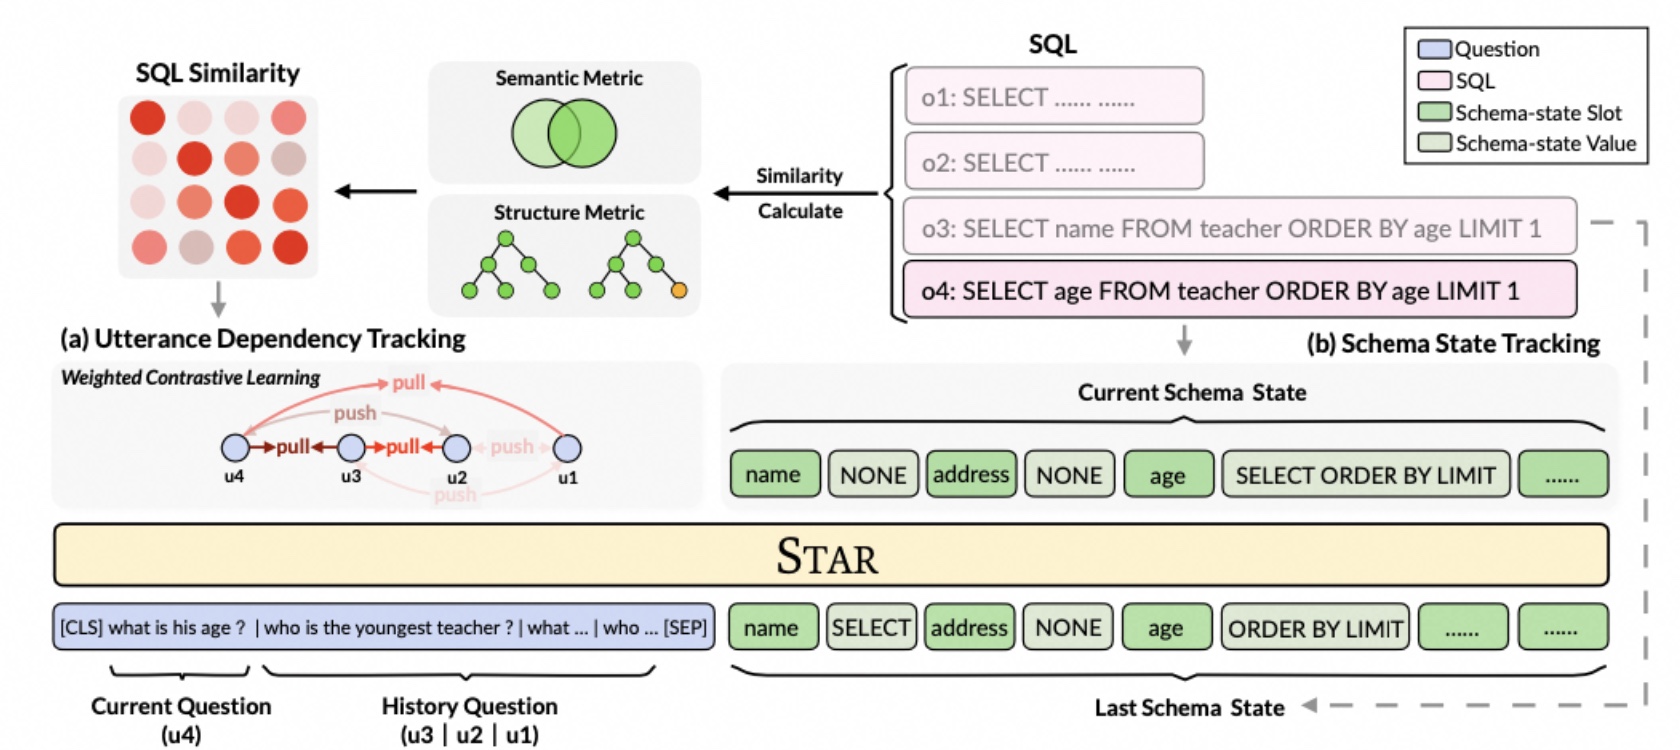 SQL Similarity
Semantic Metric
Structure Metric
Similarity
Calculate
SQL
o1: SELECT ...... ......
o2: SELECT ...... ......
o3: SELECT name FROM teacher ORDER BY age LIMIT 1
o4: SELECT age FROM teacher ORDER BY age LIMIT 1
Question
SQL
Schema-state Slot
Schema-state Value
(a) Utterance Dependency Tracking
Weighted Contrastive Learning
pull
push
pull pull push
u4 u3 u2 u1
push
(b) Schema State Tracking
Current Schema State
name NONE address NONE age SELECT ORDER BY LIMIT ......
STAR
[CLS] what is his age ? | who is the youngest teacher ? | what ... | who ... [SEP]
name SELECT address NONE age ORDER BY LIMIT ...... ......
Current Question
(u4)
History Question
(u3 | u2 | u1)
Last Schema State